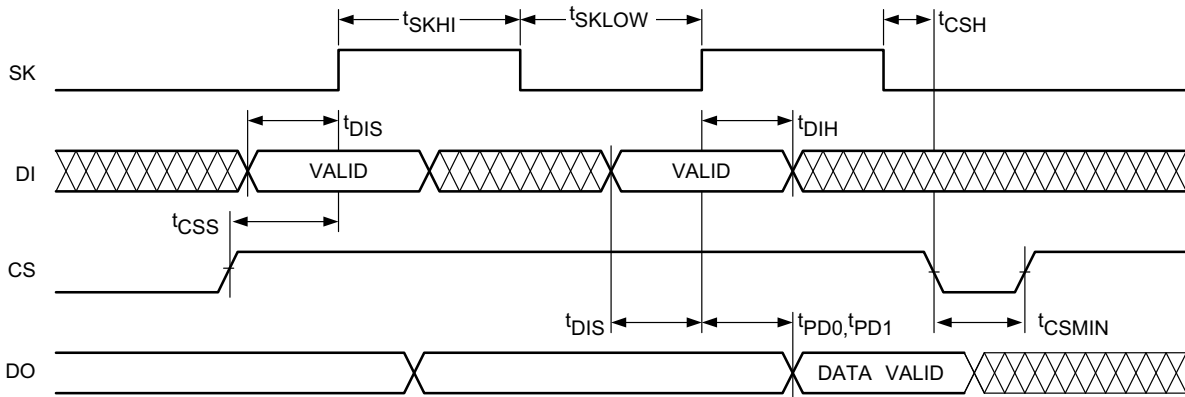 tSKHI
tSKLOW
tCSH
SK
tDIS
tDIH
DI
VALID
VALID
tCSS
CS
tDIS
tPD0,tPD1
tCSMIN
DO
DATA VALID